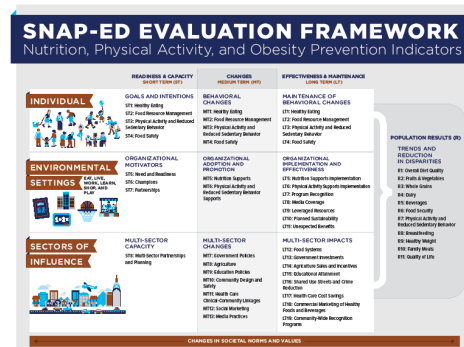 SNAP-ED EVALUATION FRAMEWORK
Nutrition, Physical Activity, and Obesity Prevention Indicators
READINESS & CAPACITY
SHORT TERM (ST)
CHANGES
MEDIUM TERM (MT)
EFFECTIVENESS & MAINTENANCE
LONG TERM (LT)
INDIVIDUAL
GOALS AND INTENTIONS
ST1: Healthy Eating
ST2: Food Resource Management
ST3: Physical Activity and Reduced
Sedentary Behavior
ST4: Food Safety
BEHAVIORAL
CHANGES
MT1: Healthy Eating
MT2: Food Resource Management
MT3: Physical Activity and
Reduced Sedentary Behavior
MT4: Food Safety
MAINTENANCE OF
BEHAVIORAL CHANGES
LT1: Healthy Eating
LT2: Food Resource Management
LT3: Physical Activity and Reduced
Sedentary Behavior
LT4: Food Safety
ENVIRONMENTAL
SETTINGS
EAT, LIVE,
WORK, LEARN,
SHOP, AND
PLAY
ORGANIZATIONAL
MOTIVATORS
ST5: Need and Readiness
ST6: Champions
ST7: Partnerships
ORGANIZATIONAL
ADOPTION AND
PROMOTION
MT5: Nutrition Supports
MT6: Physical Activity and
Reduced Sedentary Behavior
Supports
ORGANIZATIONAL
IMPLEMENTATION AND
EFFECTIVENESS
LT5: Nutrition Supports Implementation
LT6: Physical Activity Supports Implementation
LT7: Program Recognition
LT8: Media Coverage
LT9: Leveraged Resources
LT10: Planned Sustainability
LT11: Unexpected Benefits
SECTORS OF
INFLUENCE
MULTI-SECTOR
CAPACITY
ST8: Multi-Sector Partnerships
and Planning
MULTI-SECTOR
CHANGES
MT7: Government Policies
MT8: Agriculture
MT9: Education Policies
MT10: Community Design and
Safety
MT11: Health Care
Clinical-Community Linkages
MT12: Social Marketing
MT13: Media Practices
MULTI-SECTOR IMPACTS
LT12: Food Systems
LT13: Government Investments
LT14: Agriculture Sales and Incentives
LT15: Educational Attainment
LT16: Shared Use Streets and Crime
Reduction
LT17: Health Care Cost Savings
LT18: Commercial Marketing of Healthy
Foods and Beverages
LT19: Community-Wide Recognition
Programs
POPULATION RESULTS (R)
TRENDS AND
REDUCTION
IN DISPARITIES
R1: Overall Diet Quality
R2: Fruits & Vegetables
R3: Whole Grains
R4: Dairy
R5: Beverages
R6: Food Security
R7: Physical Activity and
Reduced Sedentary Behavior
R8: Breastfeeding
R9: Healthy Weight
R10: Family Meals
R11: Quality of Life
CHANGES IN SOCIETAL NORMS AND VALUES